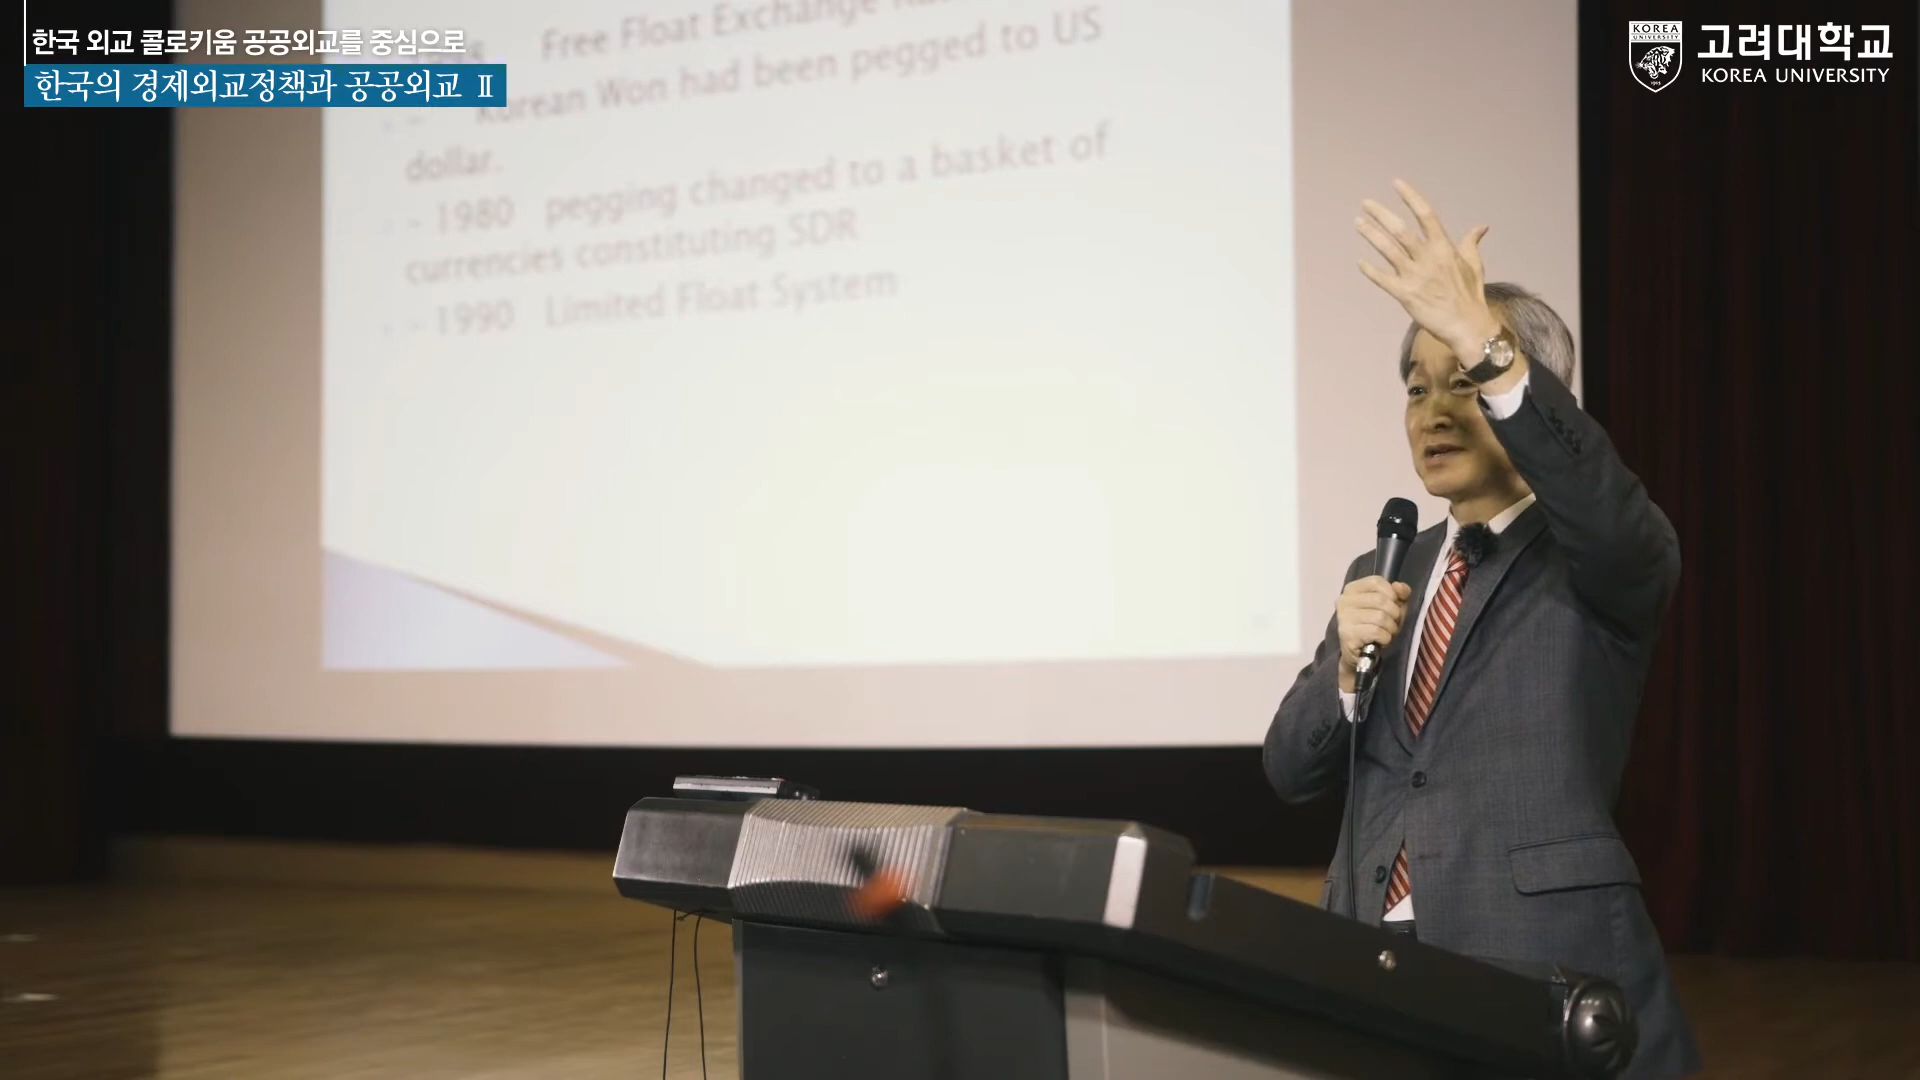 한국 외교 콜로키움 공공외교를 중심으로
한국의 경제외교정책과 공공외교 Ⅱ
KOREA
UNIVERSITY
1905
고려대학교
KOREA UNIVERSITY
Free Float Exchange
- Korean Won had been pegged to US
dollar.
- 1980 pegging changed to a basket of
currencies constituting SDR
- 1990 Limited Float System